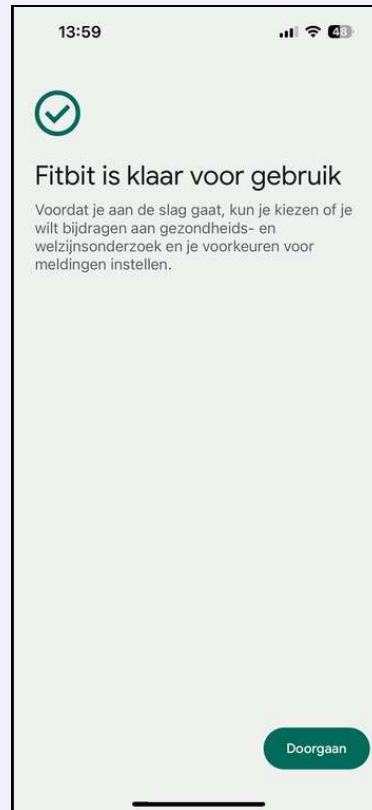 13:59
48
Fitbit is klaar voor gebruik
Voordat je aan de slag gaat, kun je kiezen of je
wilt bijdragen aan gezondheids- en
welzijnsonderzoek en je voorkeuren voor
meldingen instellen.
Doorgaan